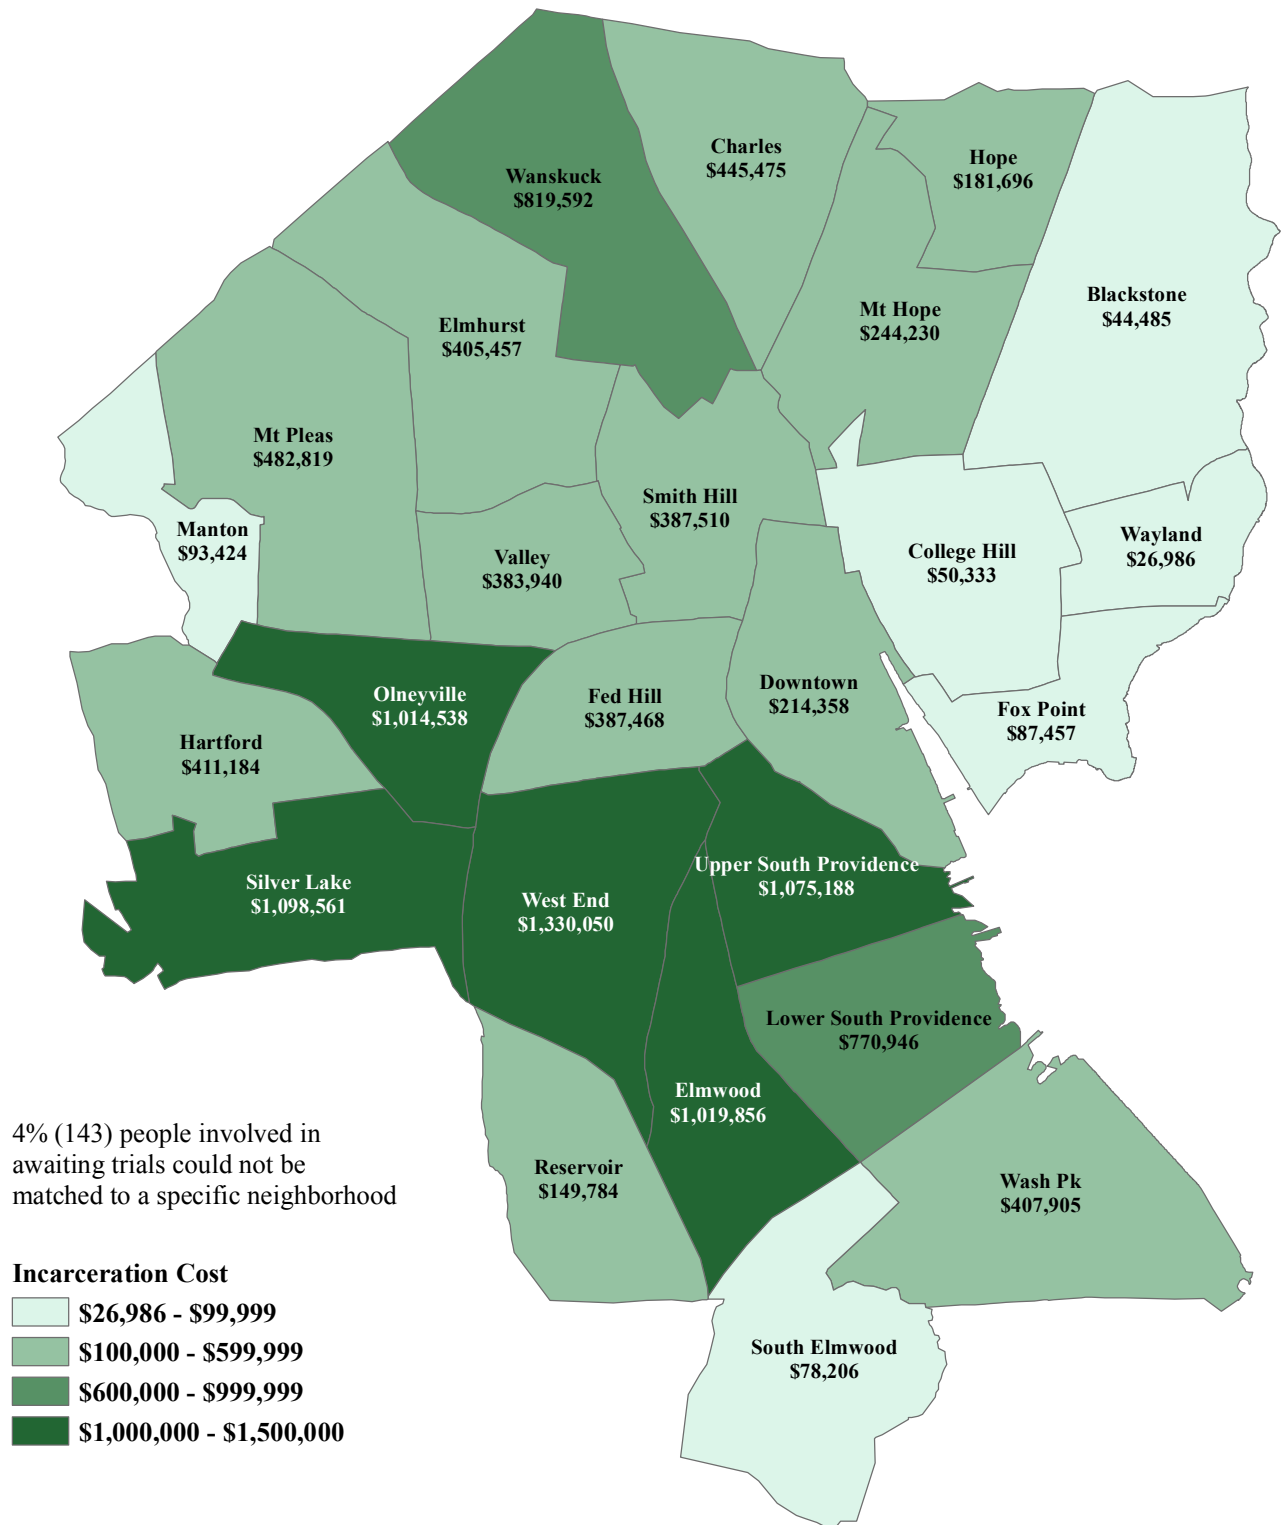 Charles
$445,475
Hope
$181,696
Wanskuck
$819,592
Blackstone
$44,485
Mt Hope
$244,230
Elmhurst
$405,457
Mt Pleas
$482,819
Smith Hill
$387,510
Manton
$93,424
Valley
$383,940
College Hill
$50,333
Wayland
$26,986
Olneyville
$1,014,538
Fed Hill
$387,468
Downtown
$214,358
Fox Point
$87,457
Hartford
$411,184
Silver Lake
$1,098,561
West End
$1,330,050
Upper South Providence
$1,075,188
Lower South Providence
$770,946
Elmwood
$1,019,856
Reservoir
$149,784
Wash Pk
$407,905
South Elmwood
$78,206
4% (143) people involved in
awaiting trials could not be
matched to a specific neighborhood
Incarceration Cost
$26,986 - $99,999
$100,000 - $599,999
$600,000 - $999,999
$1,000,000 - $1,500,000